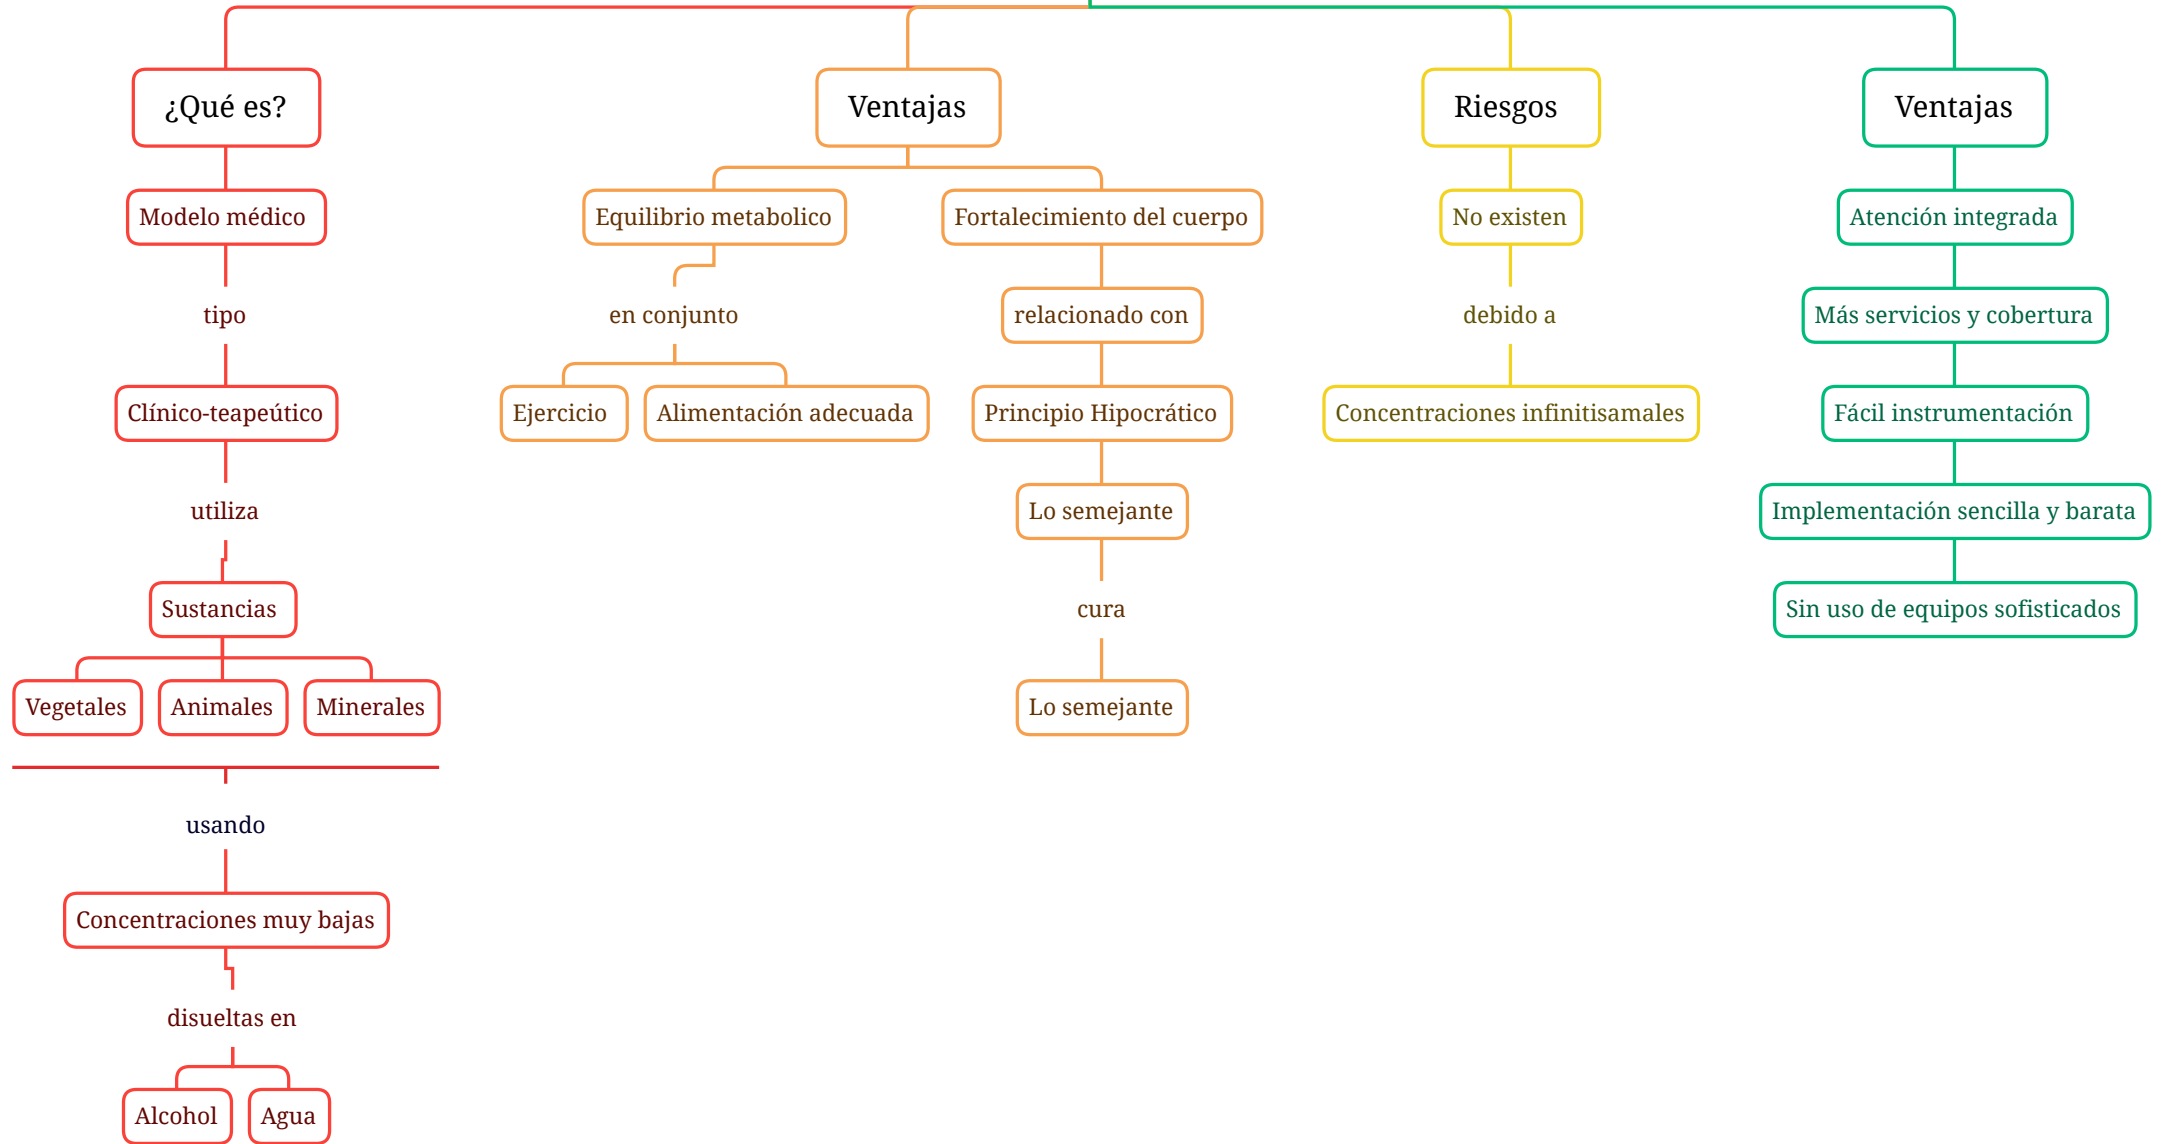 ¿Qué es?
Modelo médico
tipo
Clínico-teapeútico
utiliza
Sustancias
Vegetales
Animales
Minerales
usando
Concentraciones muy bajas
disueltas en
Alcohol
Agua
Ventajas
Equilibrio metabolico
en conjunto
Ejercicio
Alimentación adecuada
Fortalecimiento del cuerpo
relacionado con
Principio Hipocrático
Lo semejante
cura
Lo semejante
Riesgos
No existen
debido a
Concentraciones infinitisamales
Ventajas
Atención integrada
Más servicios y cobertura
Fácil instrumentación
Implementación sencilla y barata
Sin uso de equipos sofisticados